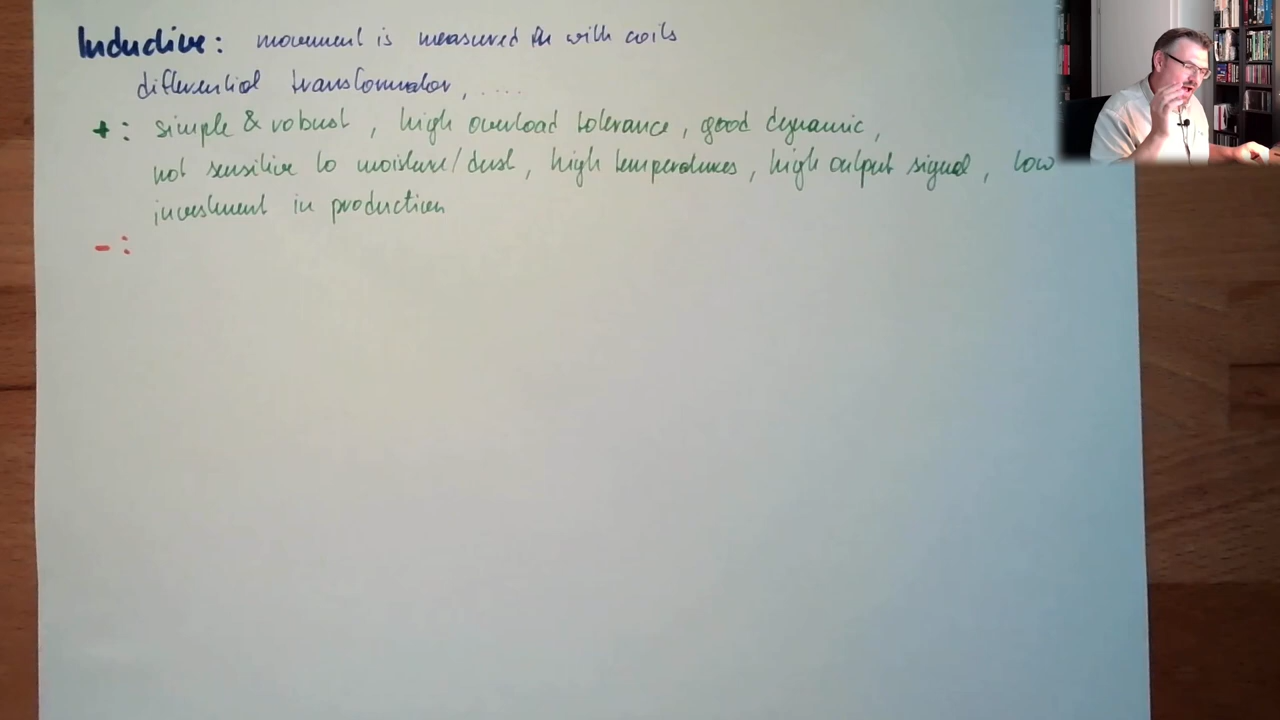 Inductive: movement is measured with coils
differential transformator, .....
+: simple & robust, high overload tolerance, good dynamic,
not sensitive to moisture/dust, high temperatures, high output signal, low
investment in production
-: